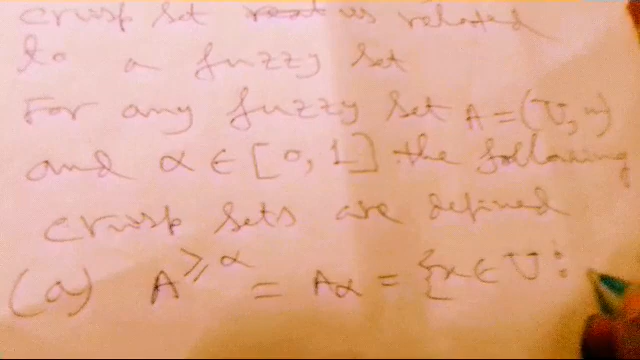 crisp set is related
to a fuzzy set
For any fuzzy set A = (U, m)
and α ∈ [0, 1] the following
crisp sets are defined
(a) A^{≥α} = Aα = {x ∈ U :